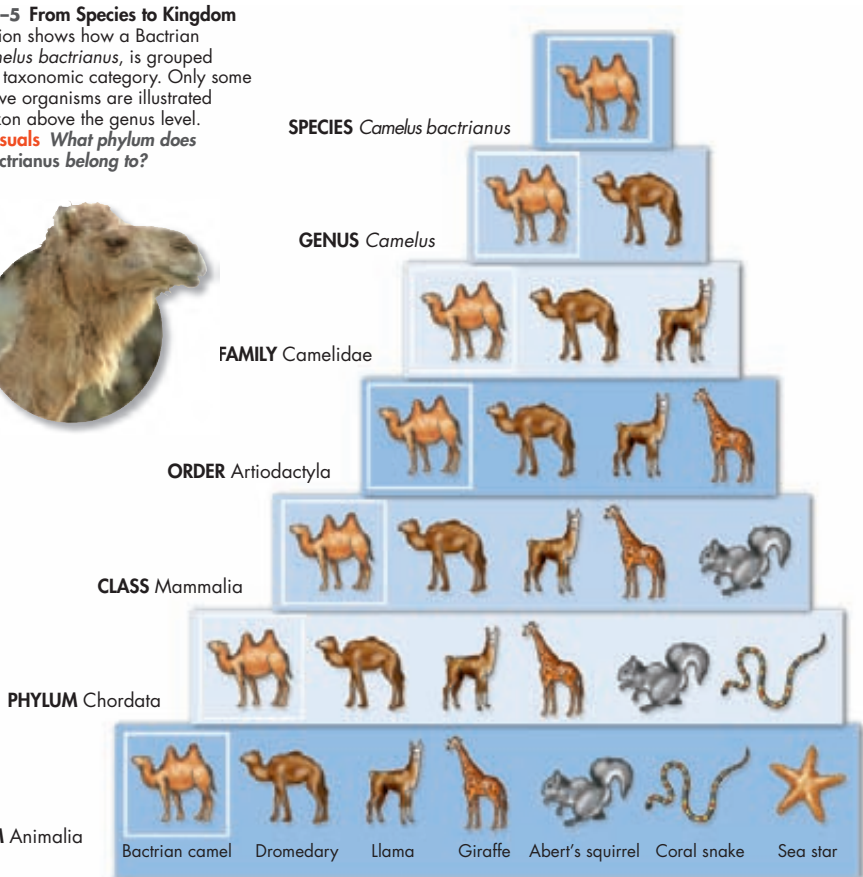 –5 From Species to Kingdom
ion shows how a Bactrian
nelus bactrianus, is grouped
taxonomic category. Only some
ve organisms are illustrated
xon above the genus level.
suals What phylum does
ctrianus belong to?
SPECIES Camelus bactrianus
GENUS Camelus
FAMILY Camelidae
ORDER Artiodactyla
CLASS Mammalia
PHYLUM Chordata
M Animalia
Bactrian camel Dromedary Llama Giraffe Abert's squirrel Coral snake Sea star